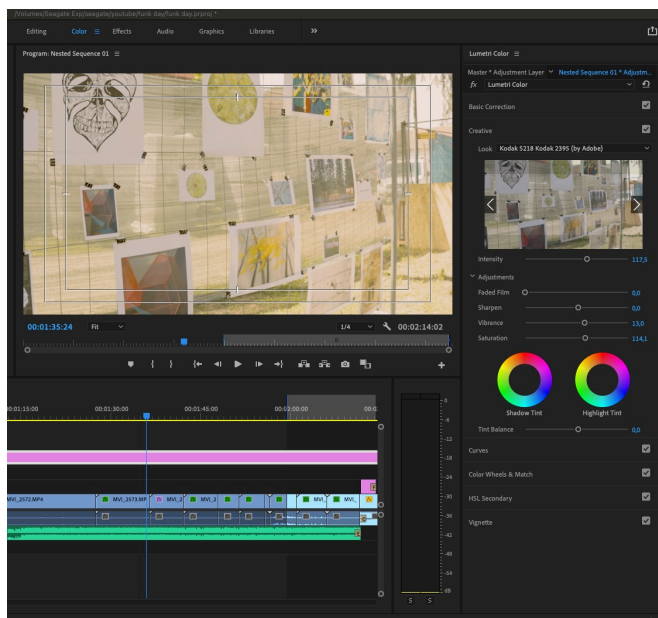 /Volumes/Seagate Exp/seagate/youtube/funk day/funk day.prproj *
Editing
Color
Effects
Audio
Graphics
Libraries
Program: Nested Sequence 01
00:01:35:24
Fit
1/4
00:02:14:02
Lumetri Color
Master * Adjustment Layer
Nested Sequence 01 * Adjustm...
fx Lumetri Color
Basic Correction
Creative
Look Kodak 5218 Kodak 2395 (by Adobe)
Intensity 117,5
Adjustments
Faded Film 0,0
Sharpen 0,0
Vibrance 13,0
Saturation 114,1
Shadow Tint
Highlight Tint
Tint Balance 0,0
Curves
Color Wheels & Match
HSL Secondary
Vignette
0:01:15:00
00:01:30:00
00:01:45:00
00:02:00:00
00:0
MVI_2572.MP4
MVI_2573.MP
MVI_2
MVI_2
MVI_
MVI_
0
-6
-12
-18
-24
-30
-36
-42
-48
-54
dB
S
S